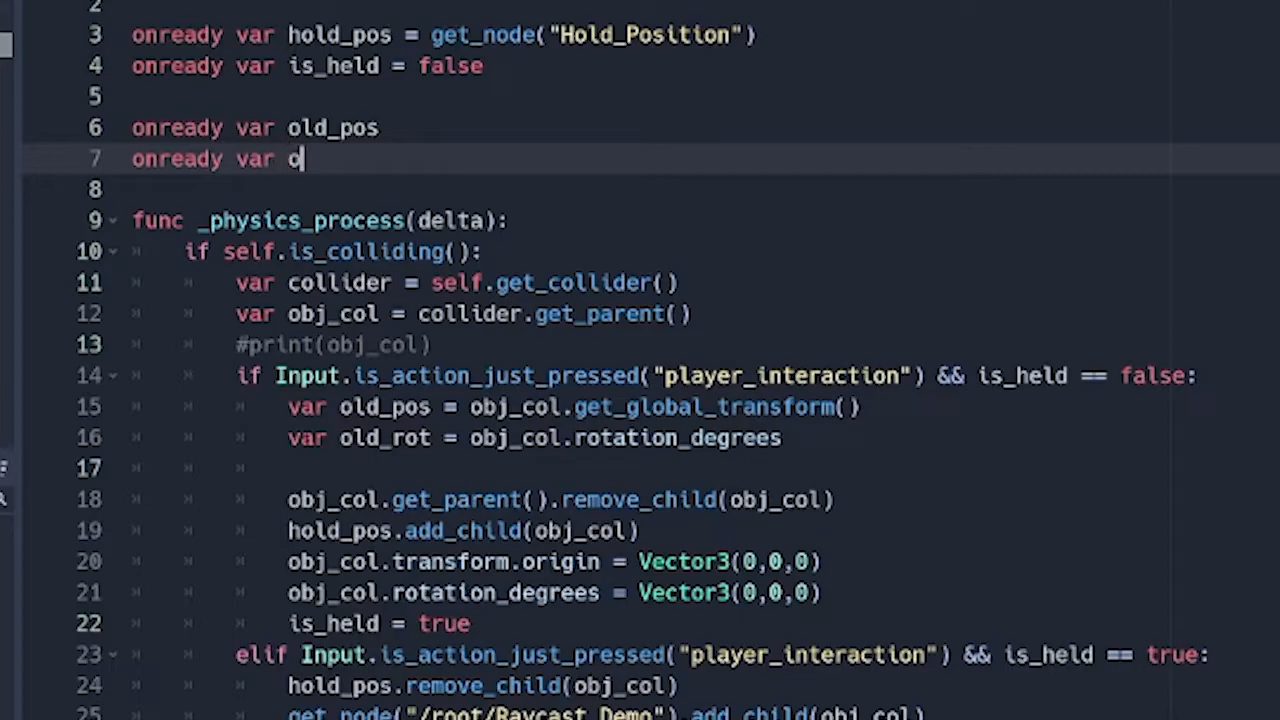 2
3 onready var hold_pos = get_node("Hold_Position")
4 onready var is_held = false
5
6 onready var old_pos
7 onready var o
8
9 func _physics_process(delta):
10 if self.is_colliding():
11 var collider = self.get_collider()
12 var obj_col = collider.get_parent()
13 #print(obj_col)
14 if Input.is_action_just_pressed("player_interaction") && is_held == false:
15 var old_pos = obj_col.get_global_transform()
16 var old_rot = obj_col.rotation_degrees
17
18 obj_col.get_parent().remove_child(obj_col)
19 hold_pos.add_child(obj_col)
20 obj_col.transform.origin = Vector3(0,0,0)
21 obj_col.rotation_degrees = Vector3(0,0,0)
22 is_held = true
23 elif Input.is_action_just_pressed("player_interaction") && is_held == true:
24 hold_pos.remove_child(obj_col)
25 get_node("/root/Raycast_Demo").add_child(obj_col)